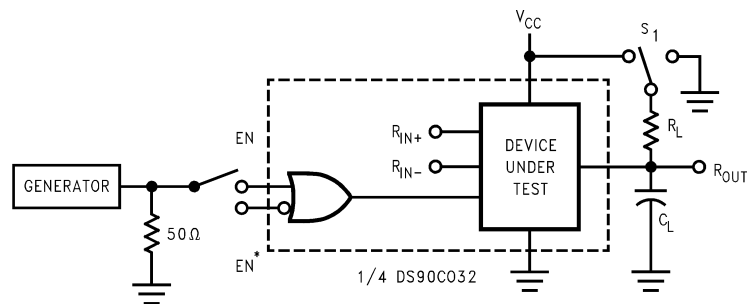 V_CC
S_1
EN
R_IN+
R_IN-
DEVICE
UNDER
TEST
R_L
GENERATOR
R_OUT
50Ω
C_L
EN*
1/4 DS90C032